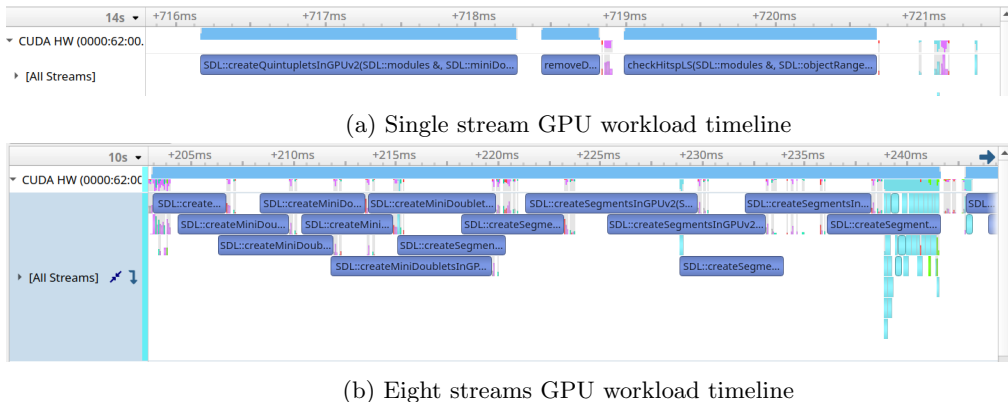 14s +716ms +717ms +718ms +719ms +720ms +721ms
CUDA HW (0000:62:00.
[All Streams] SDL::createQuintupletsInGPUv2(SDL::modules &, SDL::miniDo... removeD... checkHitspLS(SDL::modules &, SDL::objectRange...
(a) Single stream GPU workload timeline
10s +205ms +210ms +215ms +220ms +225ms +230ms +235ms +240ms
CUDA HW (0000:62:00
SDL::create... SDL::createMiniDo... SDL::createMiniDoublet... SDL::createSegmentsInGPUv2(S... SDL::createSegmentsIn... SDL...
SDL::createMiniDou... SDL::createMini... SDL::createSegme... SDL::createSegmentsInGPUv2... SDL::createSegment...
SDL::createMiniDoub... SDL::createSegmen...
[All Streams] SDL::createMiniDoubletsInGP... SDL::createSegme...
(b) Eight streams GPU workload timeline